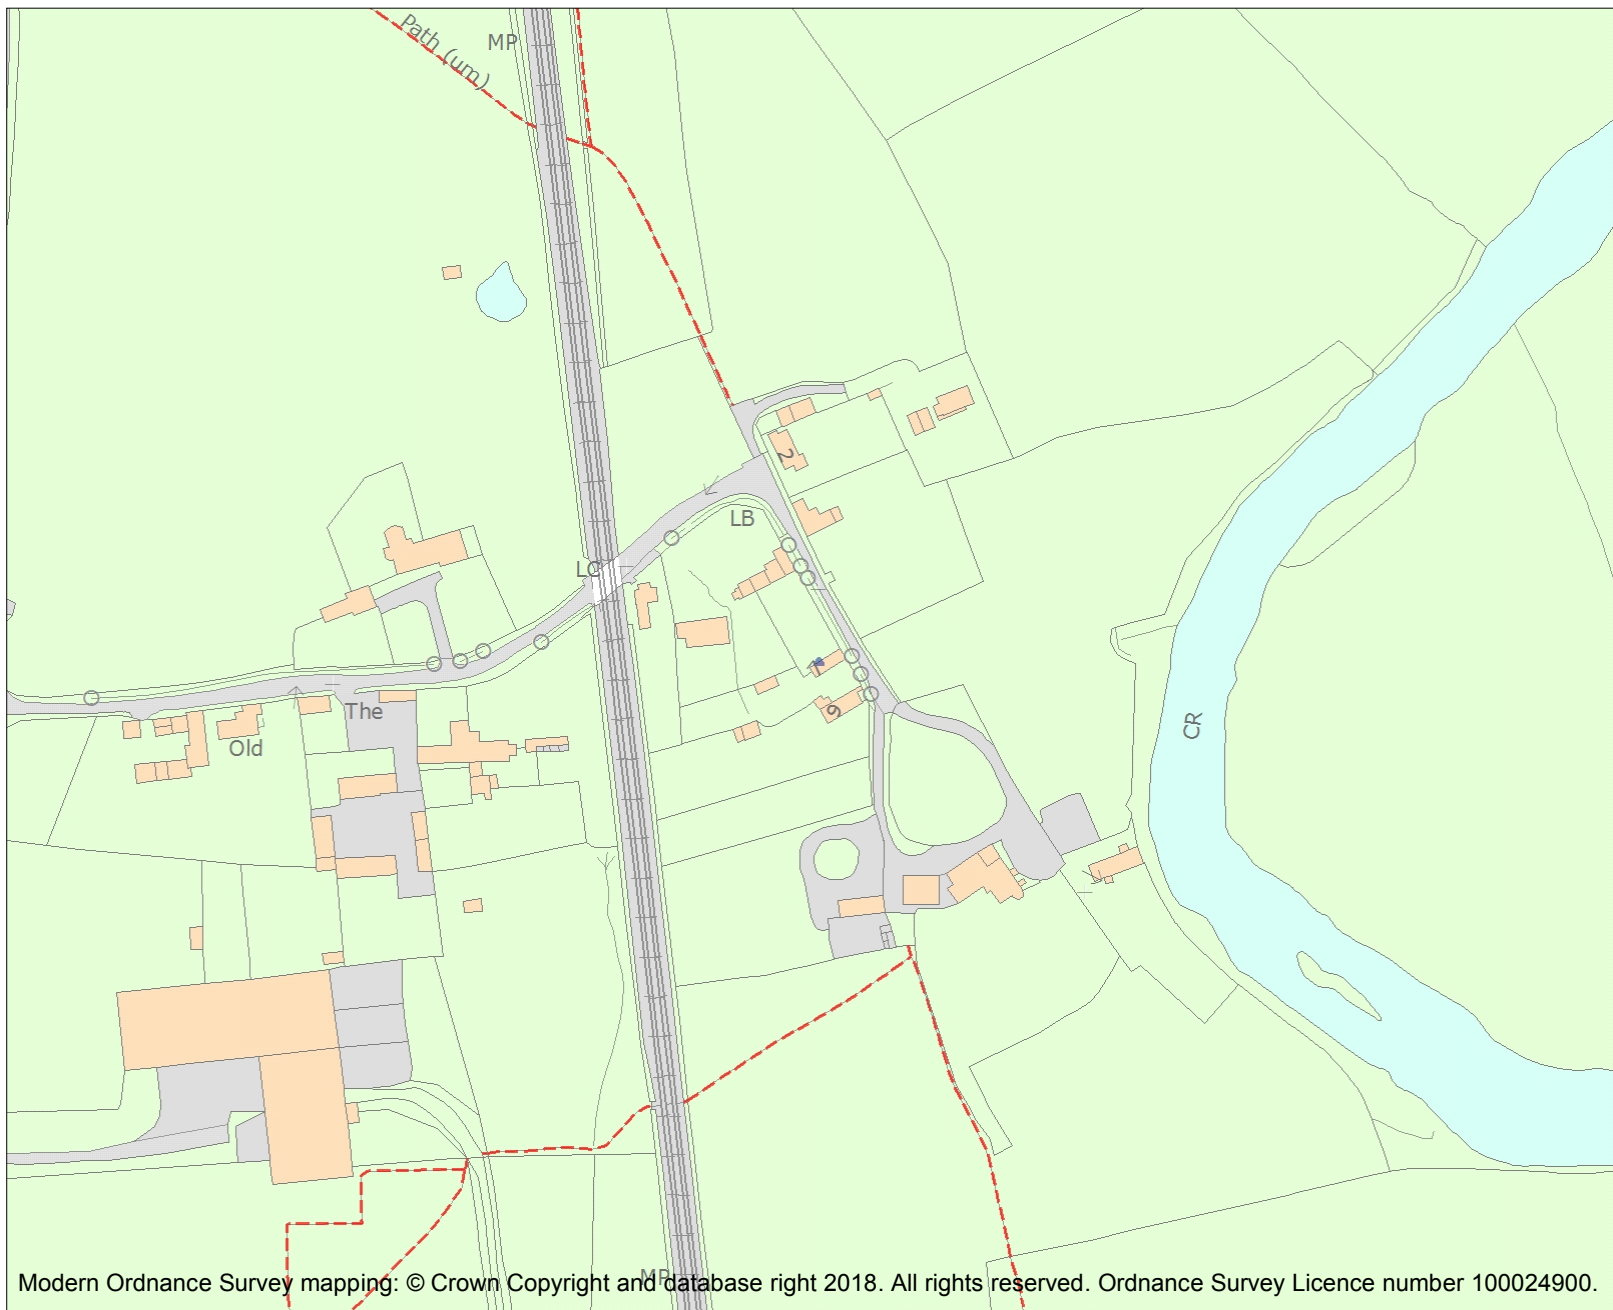 Path (um)
MP
2
LB
LC
The
Old
6
CR
MP
Modern Ordnance Survey mapping: © Crown Copyright and database right 2018. All rights reserved. Ordnance Survey Licence number 100024900.